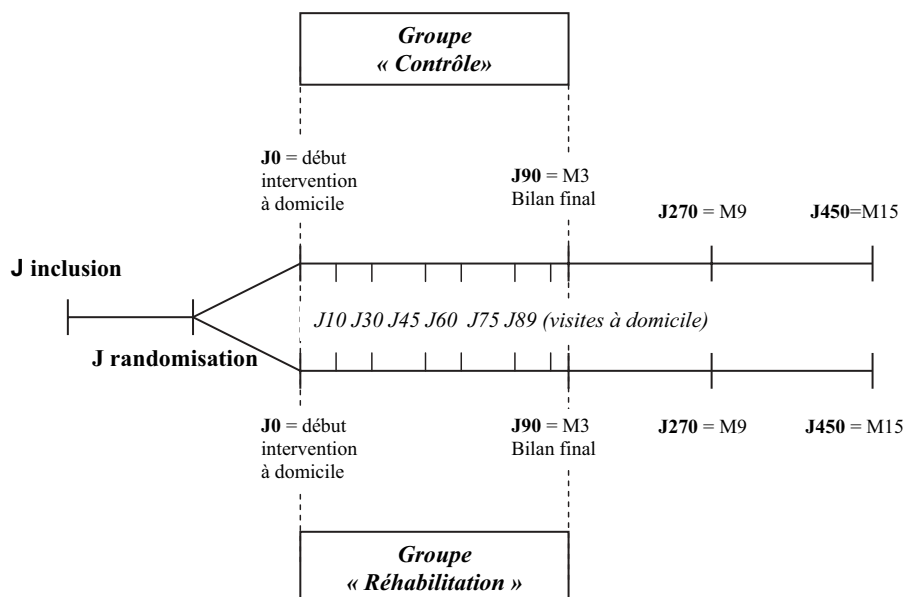 Groupe
« Contrôle»
J0 = début
intervention
à domicile
J90 = M3
Bilan final
J270 = M9
J450=M15
J inclusion
J10 J30 J45 J60 J75 J89 (visites à domicile)
J randomisation
J0 = début
intervention
à domicile
J90 = M3
Bilan final
J270 = M9
J450 = M15
Groupe
« Réhabilitation »